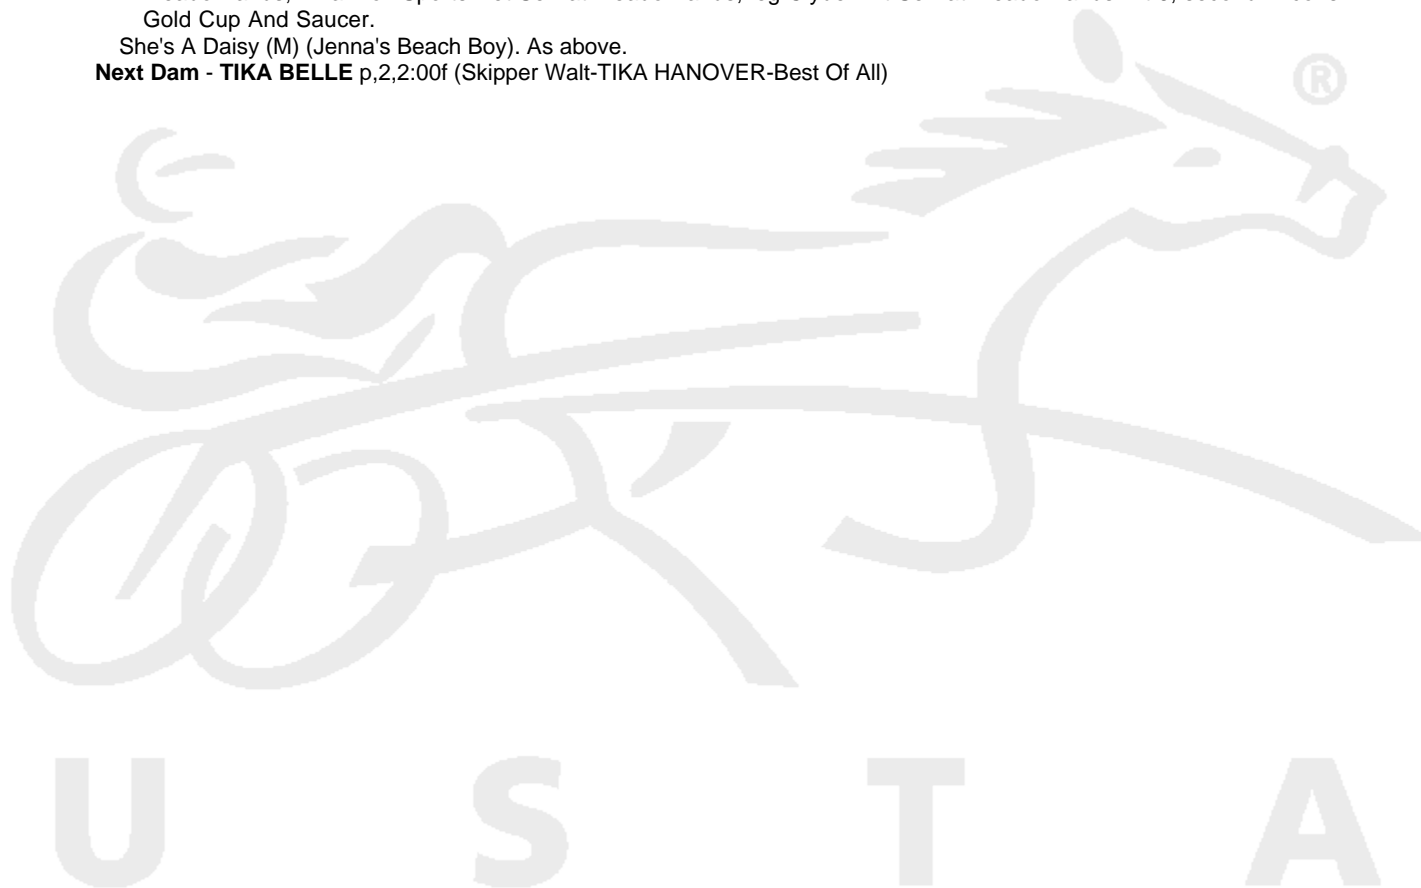 Gold Cup And Saucer.
She's A Daisy (M) (Jenna's Beach Boy). As above.
Next Dam - TIKA BELLE p,2,2:00f (Skipper Walt-TIKA HANOVER-Best Of All)
®
U S T A